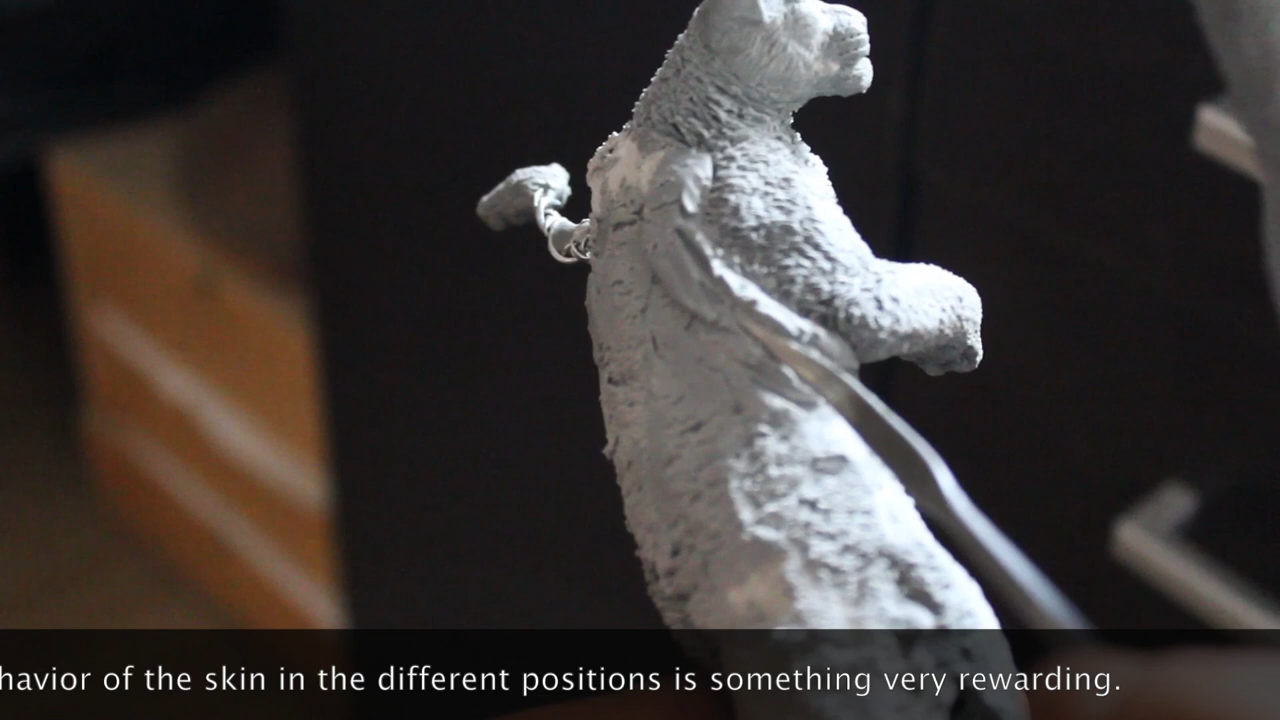 havior of the skin in the different positions is something very rewarding.